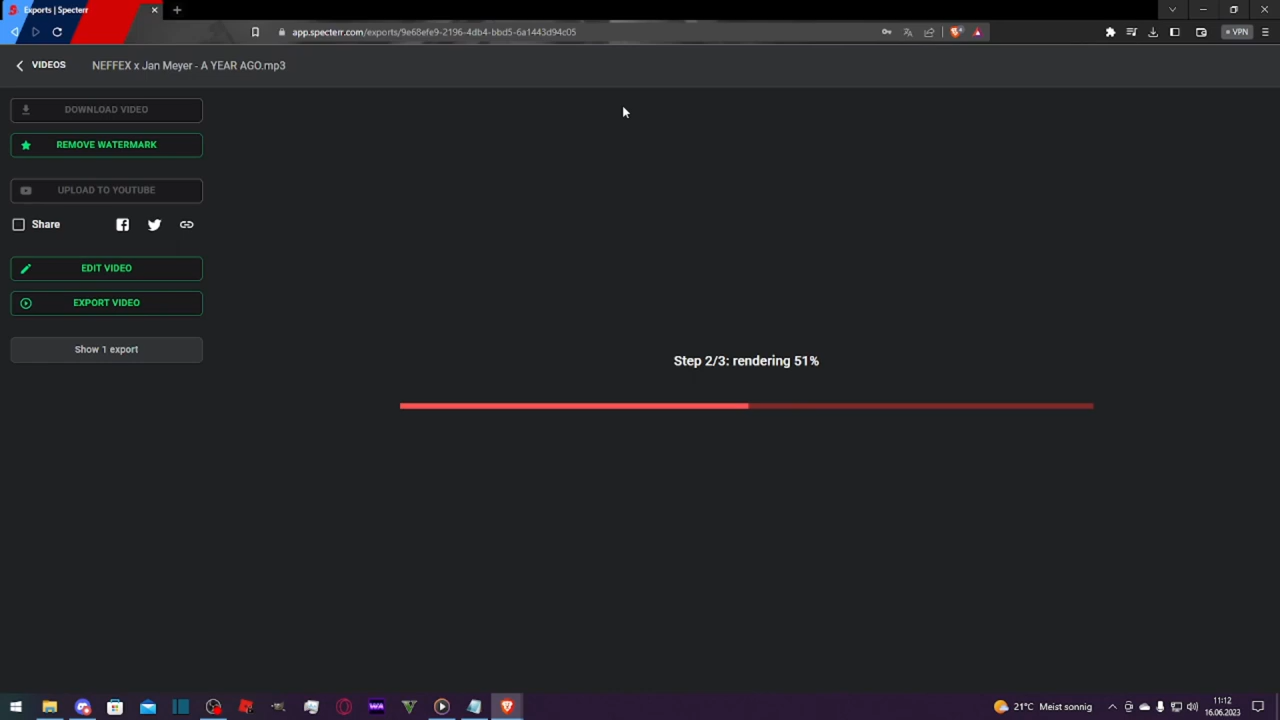 Exports | Specterr
app.specterr.com/exports/9e68efe9-2196-4db4-bbd5-6a1443d94c05
VPN
VIDEOS
NEFFEX x Jan Meyer - A YEAR AGO.mp3
DOWNLOAD VIDEO
REMOVE WATERMARK
UPLOAD TO YOUTUBE
Share
EDIT VIDEO
EXPORT VIDEO
Show 1 export
Step 2/3: rendering 51%
WA
21°C Meist sonnig
11:12
16.06.2023